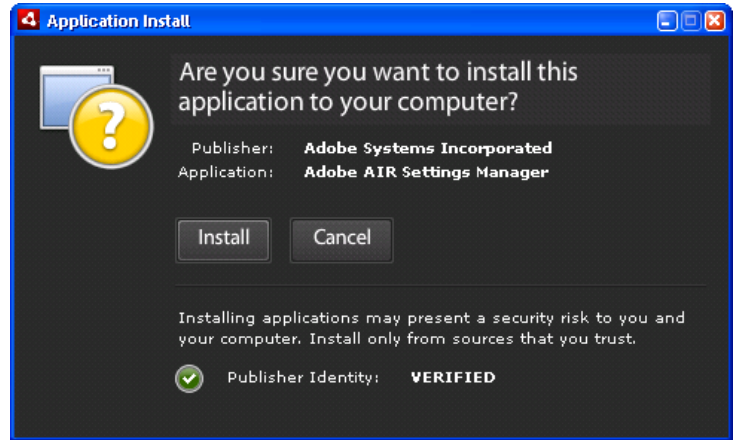 Application Install
Are you sure you want to install this
application to your computer?
Publisher: Adobe Systems Incorporated
Application: Adobe AIR Settings Manager
Install Cancel
Installing applications may present a security risk to you and
your computer. Install only from sources that you trust.
Publisher Identity: VERIFIED